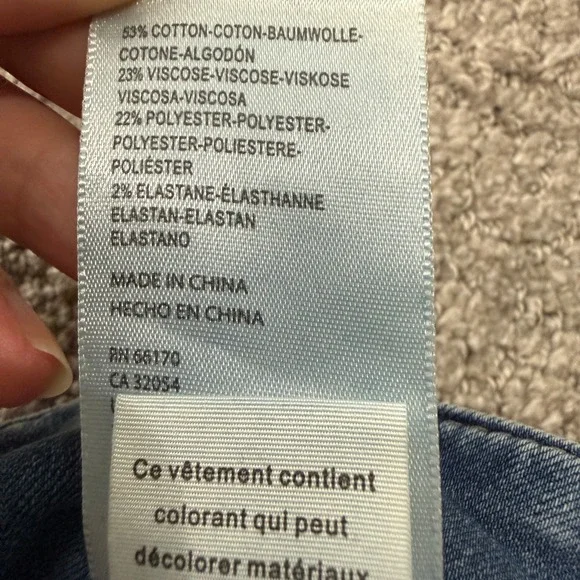 53% COTTON-COTON-BAUMWOLLE-
COTONE-ALGODÓN
23% VISCOSE-VISCOSE-VISKOSE
VISCOSA-VISCOSA
22% POLYESTER-POLYESTER-
POLYESTER-POLIESTERE-
POLIÉSTER
2% ELASTANE-ÉLASTHANNE
ELASTAN-ELASTAN
ELASTANO
MADE IN CHINA
HECHO EN CHINA
RN 66170
CA 32054
Ce vêtement contient
colorant qui peut
décolorer matériaux